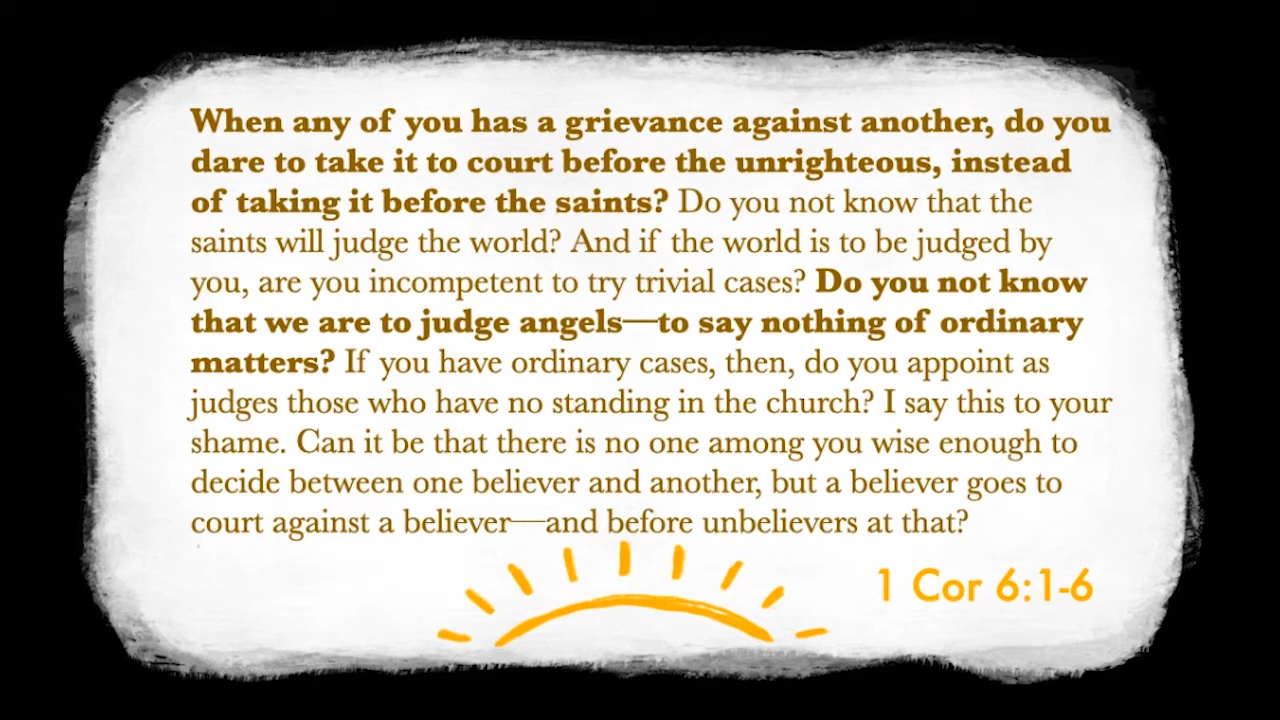 When any of you has a grievance against another, do you
dare to take it to court before the unrighteous, instead
of taking it before the saints? Do you not know that the
saints will judge the world? And if the world is to be judged by
you, are you incompetent to try trivial cases? Do you not know
that we are to judge angels—to say nothing of ordinary
matters? If you have ordinary cases, then, do you appoint as
judges those who have no standing in the church? I say this to your
shame. Can it be that there is no one among you wise enough to
decide between one believer and another, but a believer goes to
court against a believer—and before unbelievers at that?
1 Cor 6:1-6